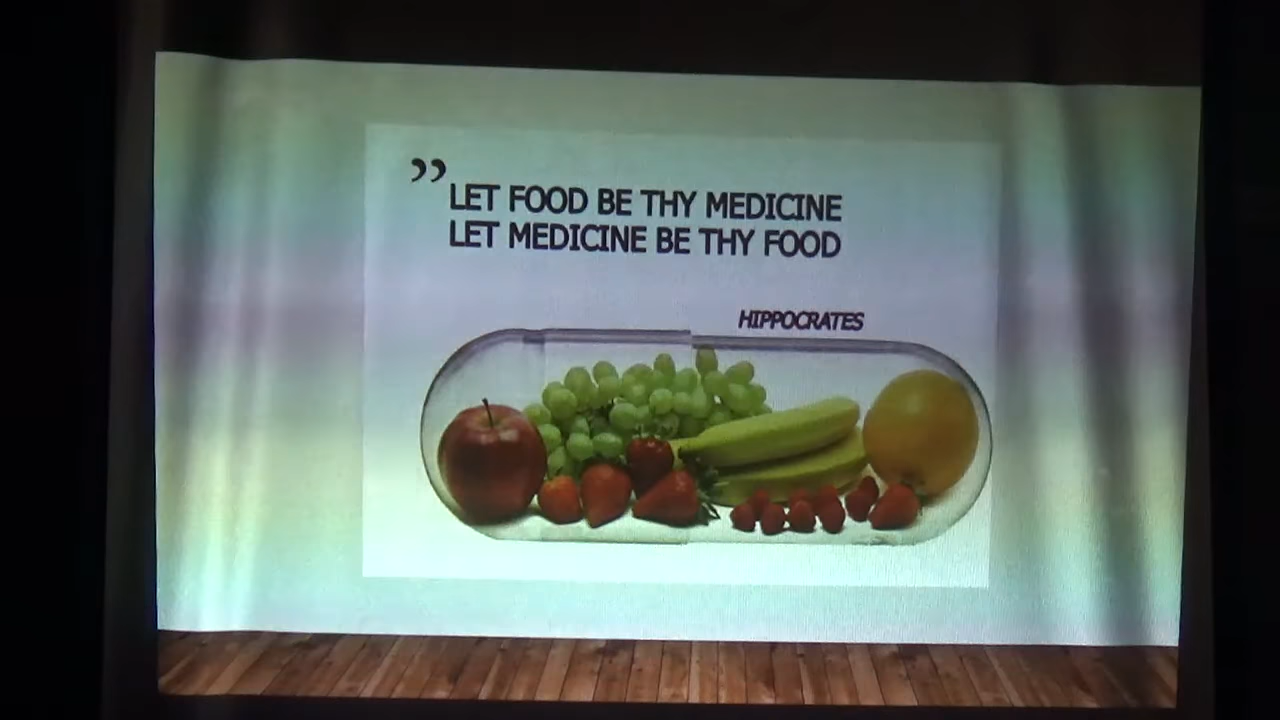 ” LET FOOD BE THY MEDICINE
LET MEDICINE BE THY FOOD
HIPPOCRATES